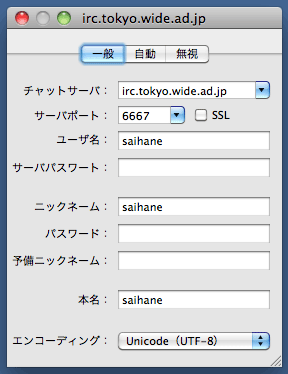 irc.tokyo.wide.ad.jp
一般 自動 無視
チャットサーバ： irc.tokyo.wide.ad.jp
サーバポート： 6667 SSL
ユーザ名： saihane
サーバパスワート：
ニックネーム： saihane
パスワード：
予備ニックネーム：
本名： saihane
エンコーディング： Unicode（UTF-8）